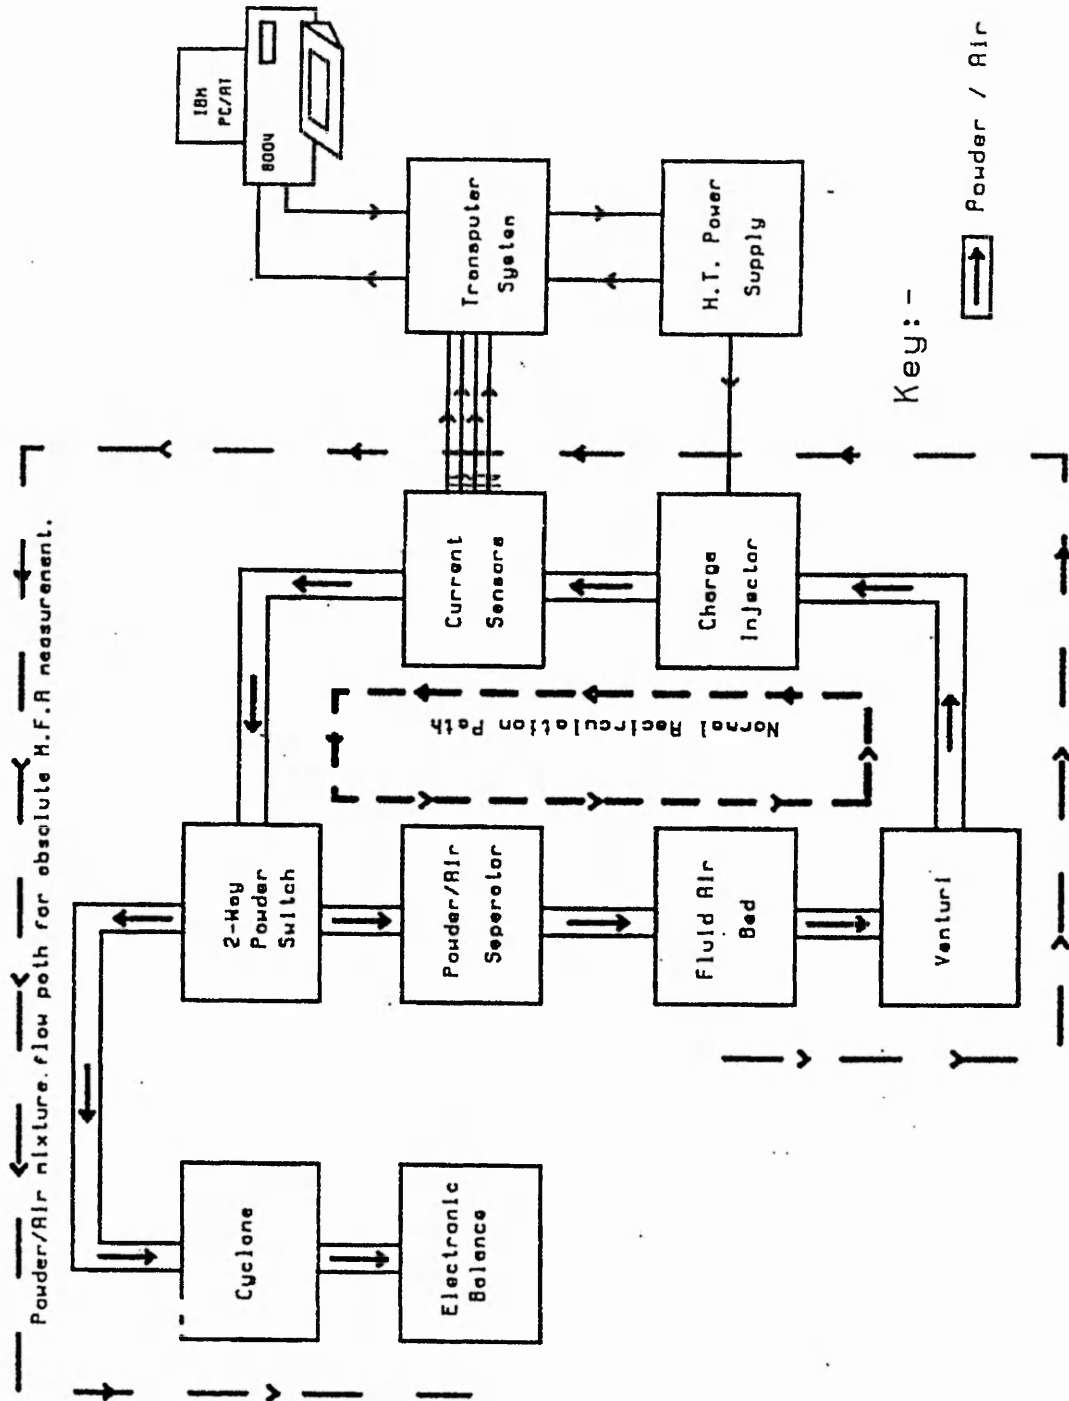 Powder/Air mixture.flow path for absolute M.F.R measurement.
Cyclone
Electronic
Balance
2-Way
Powder
Switch
Powder/Air
Seperator
Fluid Air
Bed
Venturi
Normal Recirculation Path
Current
Sensors
Charge
Injector
IBM
PC/AT
8004
Transputer
System
H.T. Power
Supply
Key:-
Powder / Air